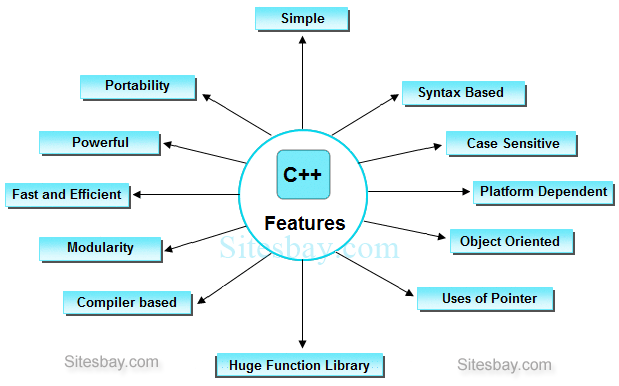 Simple
Portability
Syntax Based
Powerful
Case Sensitive
C++
Fast and Efficient
Platform Dependent
Features
Modularity
Object Oriented
Sitesbay.com
Compiler based
Uses of Pointer
Sitesbay.com
Huge Function Library
Sitesbay.com